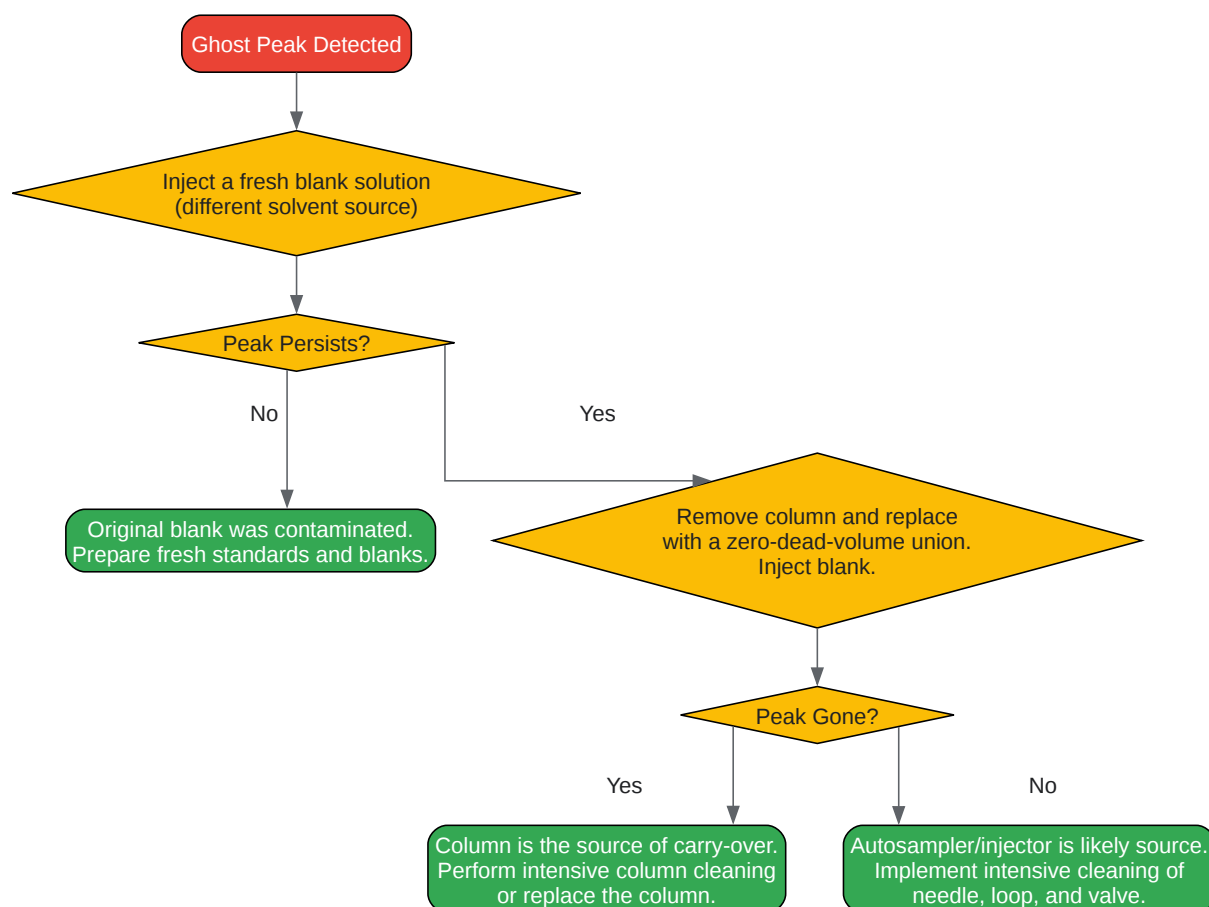 Ghost Peak Detected
Inject a fresh blank solution
(different solvent source)
Peak Persists?
No
Yes
Original blank was contaminated.
Prepare fresh standards and blanks.
Remove column and replace
with a zero-dead-volume union.
Inject blank.
Peak Gone?
Yes
No
Column is the source of carry-over.
Perform intensive column cleaning
or replace the column.
Autosampler/injector is likely source.
Implement intensive cleaning of
needle, loop, and valve.